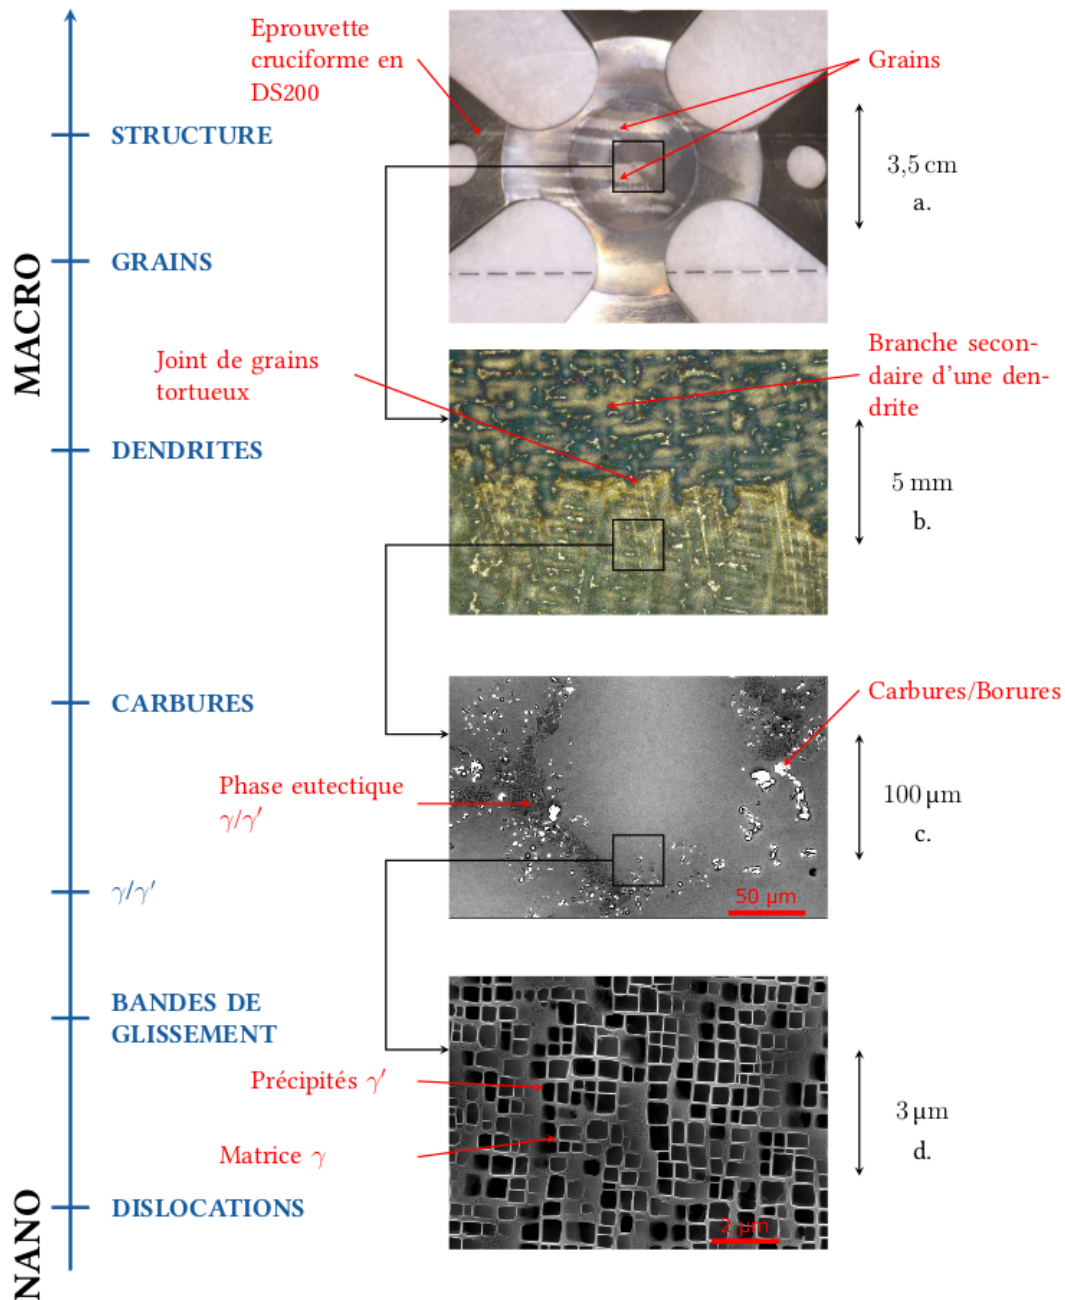 Eprouvette
cruciforme en
DS200
Grains
STRUCTURE
3,5 cm
a.
MACRO
GRAINS
Joint de grains
tortueux
Branche secon-
daire d'une den-
drite
DENDRITES
5 mm
b.
CARBURES
Carbures/Borures
Phase eutectique
γ/γ′
100 µm
c.
γ/γ′
50 µm
BANDES DE
GLISSEMENT
Précipités γ′
Matrice γ
3 µm
d.
NANO
DISLOCATIONS
2 µm